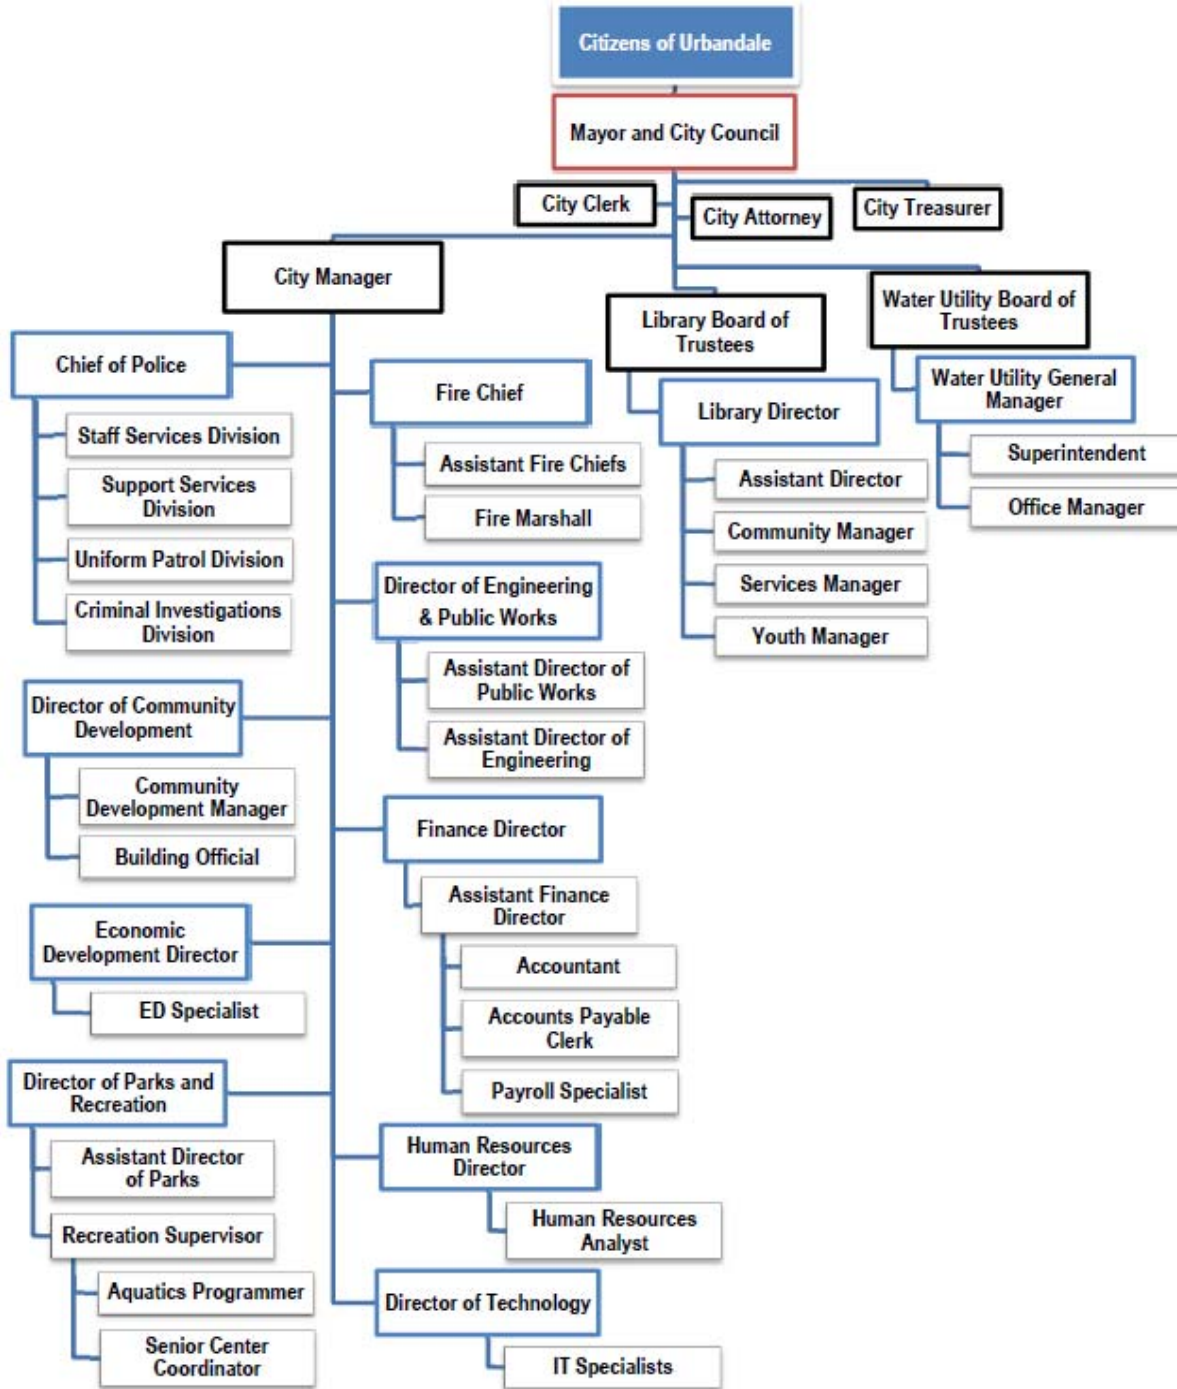 Citizens of Urbandale
Mayor and City Council
City Clerk
City Attorney
City Treasurer
City Manager
Library Board of
Trustees
Water Utility Board of
Trustees
Chief of Police
Staff Services Division
Support Services
Division
Uniform Patrol Division
Criminal Investigations
Division
Fire Chief
Assistant Fire Chiefs
Fire Marshall
Library Director
Assistant Director
Community Manager
Services Manager
Youth Manager
Water Utility General
Manager
Superintendent
Office Manager
Director of Engineering
& Public Works
Assistant Director of
Public Works
Assistant Director of
Engineering
Director of Community
Development
Community
Development Manager
Building Official
Finance Director
Assistant Finance
Director
Accountant
Accounts Payable
Clerk
Payroll Specialist
Economic
Development Director
ED Specialist
Director of Parks and
Recreation
Assistant Director
of Parks
Recreation Supervisor
Aquatics Programmer
Senior Center
Coordinator
Human Resources
Director
Human Resources
Analyst
Director of Technology
IT Specialists